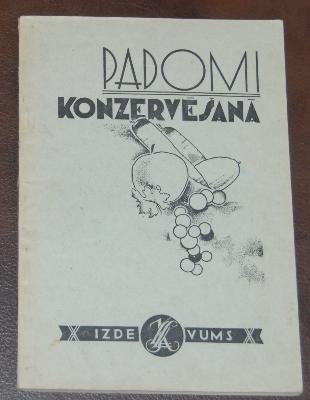 PADOMI
KONZERVĒŠANĀ
IZDE VUMS